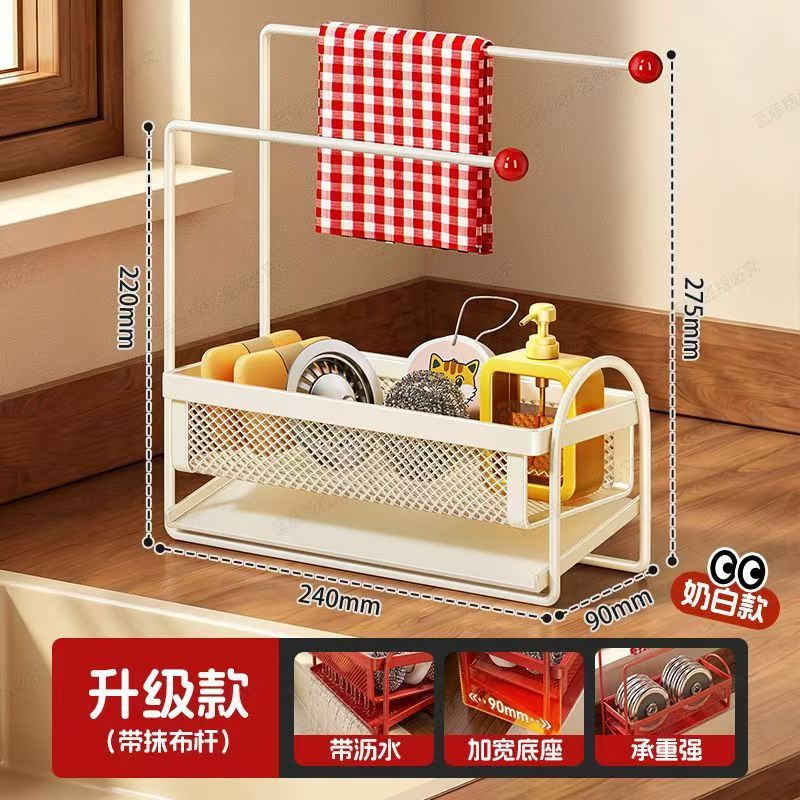 220mm
275mm
240mm
90mm
奶白款
升级款
（带抹布杆）
带沥水
90mm
加宽底座
承重强